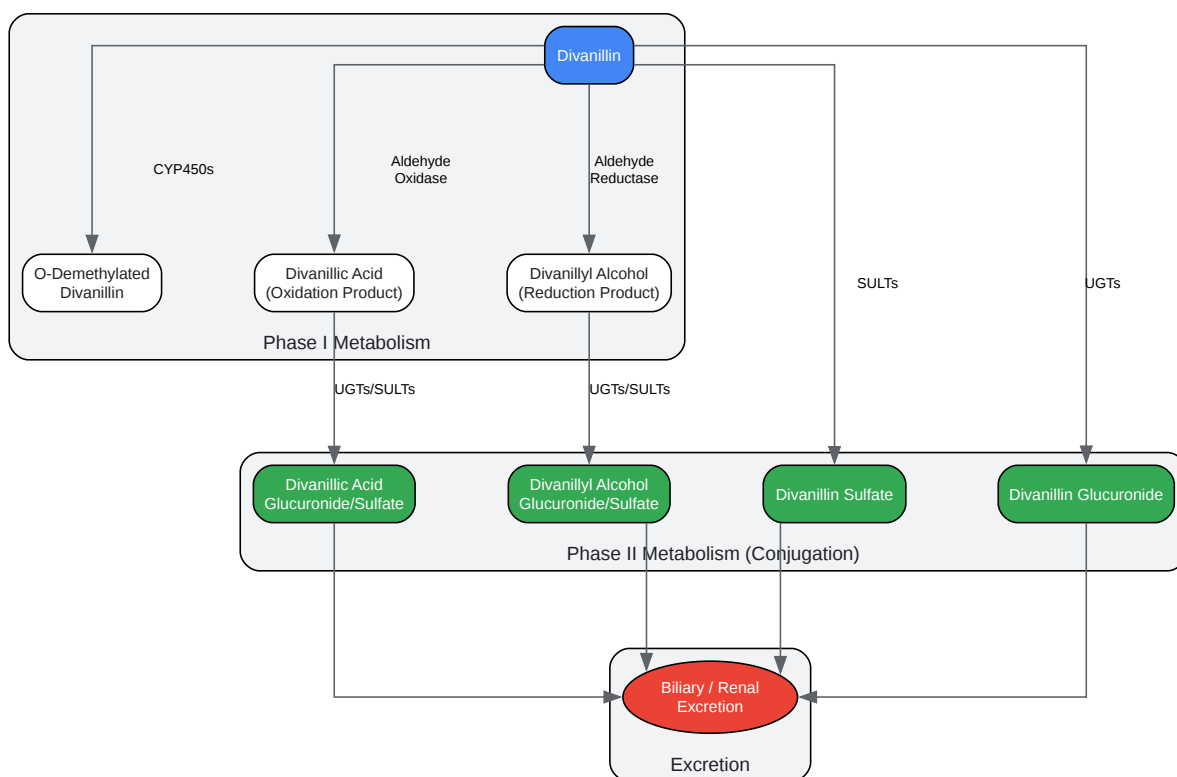 Divanillin
CYP450s
Aldehyde
Oxidase
Aldehyde
Reductase
O-Demethylated
Divanillin
Divanillic Acid
(Oxidation Product)
Divanillyl Alcohol
(Reduction Product)
SULTs
UGTs
Phase I Metabolism
UGTs/SULTs
UGTs/SULTs
Divanillic Acid
Glucuronide/Sulfate
Divanillyl Alcohol
Glucuronide/Sulfate
Divanillin Sulfate
Divanillin Glucuronide
Phase II Metabolism (Conjugation)
Biliary / Renal
Excretion
Excretion